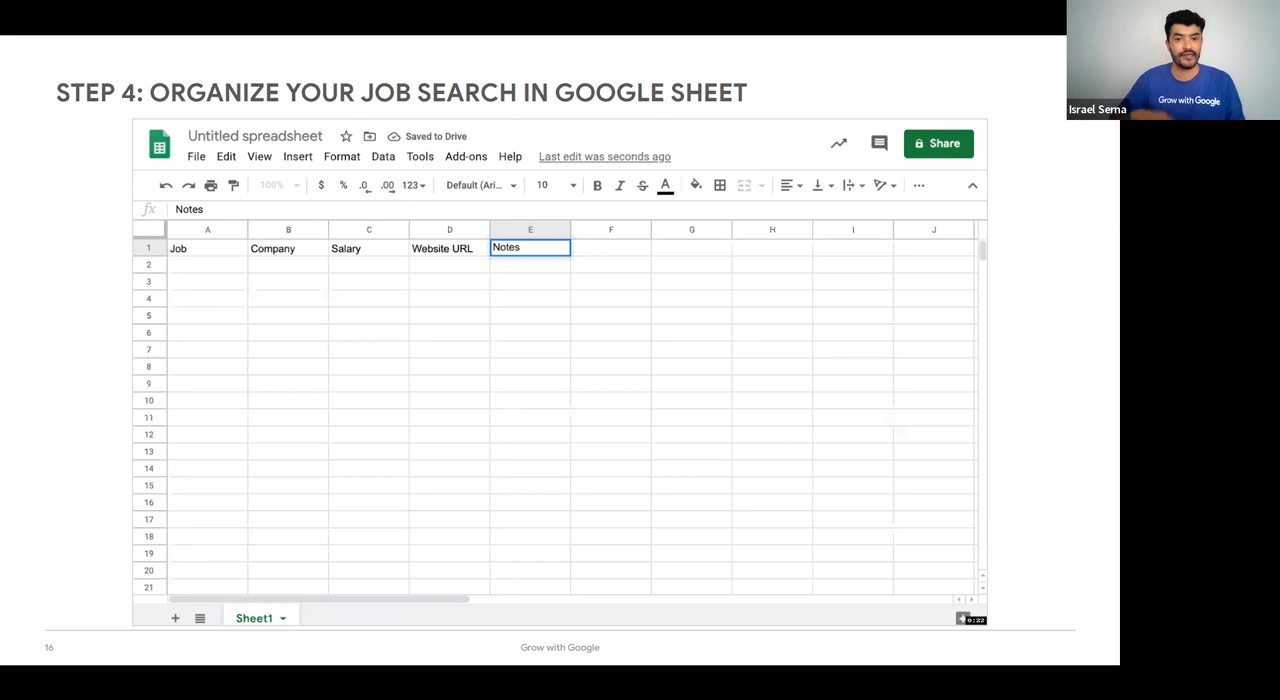 STEP 4: ORGANIZE YOUR JOB SEARCH IN GOOGLE SHEET
Israel Serna
Grow with Google
Untitled spreadsheet Saved to Drive
Share
File Edit View Insert Format Data Tools Add-ons Help Last edit was seconds ago
100% $ % .0 .00 123 Default (Ari... 10 B I S A
fx Notes
A B C D E F G H I J
1 Job Company Salary Website URL Notes
2
3
4
5
6
7
8
9
10
11
12
13
14
15
16
17
18
19
20
21
+ Sheet1
0:22
16 Grow with Google